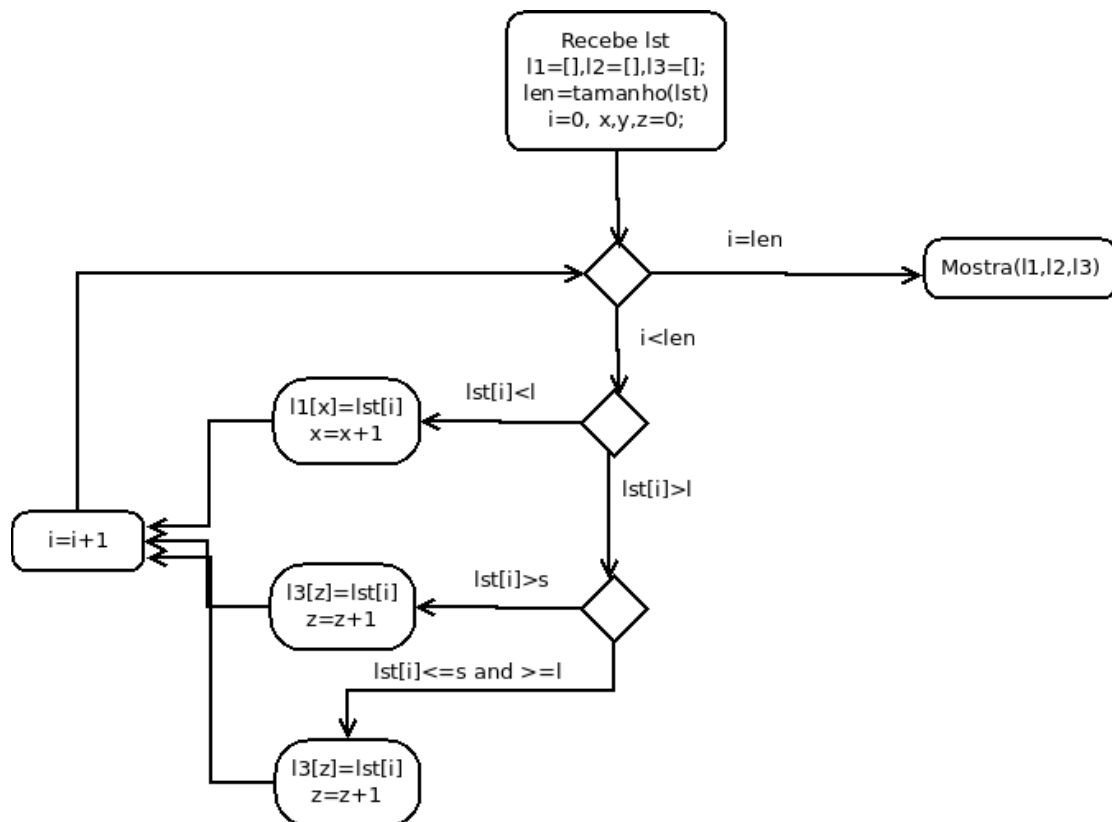 Recebe lst
l1=[],l2=[],l3=[];
len=tamanho(lst)
i=0, x,y,z=0;
i=len
Mostra(l1,l2,l3)
i<len
lst[i]<l
l1[x]=lst[i]
x=x+1
lst[i]>l
i=i+1
lst[i]>s
l3[z]=lst[i]
z=z+1
lst[i]<=s and >=l
l3[z]=lst[i]
z=z+1